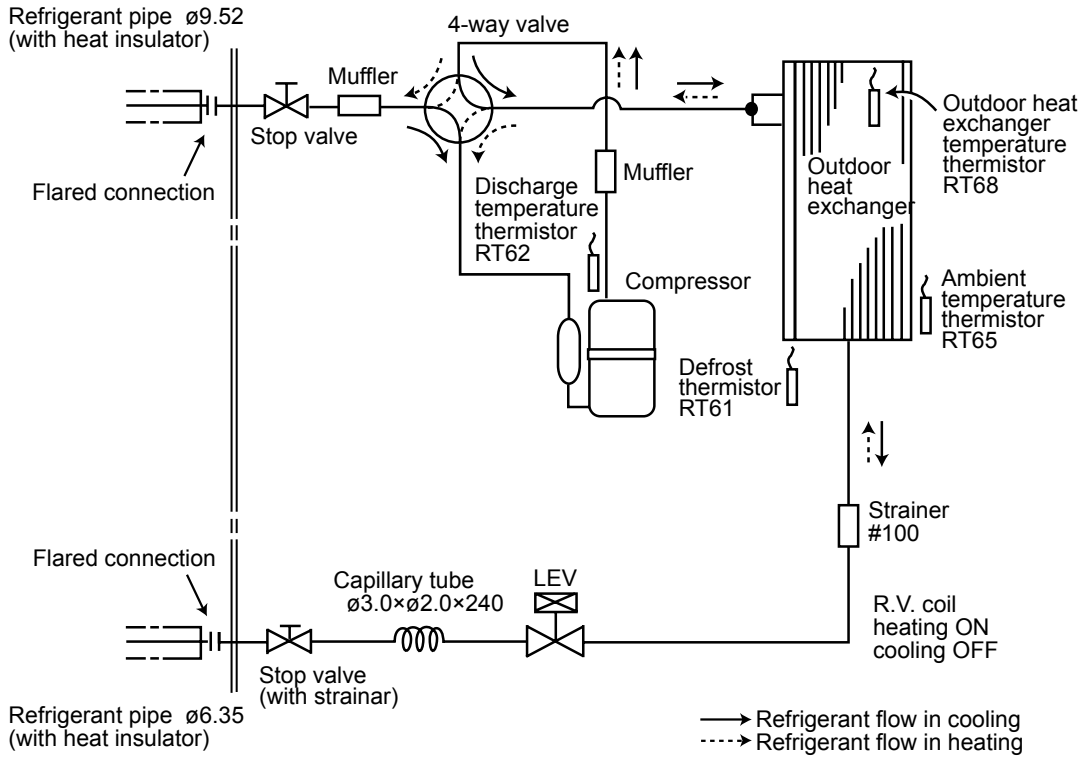 Refrigerant pipe ø9.52
(with heat insulator)
4-way valve
Muffler
Stop valve
Flared connection
Outdoor heat
exchanger
temperature
thermistor
RT68
Outdoor
heat
exchanger
Muffler
Discharge
temperature
thermistor
RT62
Compressor
Ambient
temperature
thermistor
RT65
Defrost
thermistor
RT61
Strainer
#100
Flared connection
Capillary tube
ø3.0×ø2.0×240
LEV
R.V. coil
heating ON
cooling OFF
Stop valve
(with strainar)
Refrigerant pipe ø6.35
(with heat insulator)
Refrigerant flow in cooling
Refrigerant flow in heating